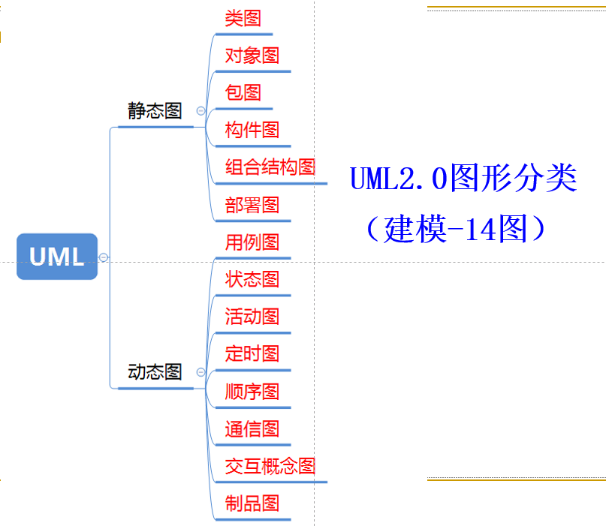 类图
对象图
包图
构件图
组合结构图
部署图
静态图
UML2.0图形分类
（建模-14图）
UML
用例图
状态图
活动图
定时图
顺序图
通信图
交互概念图
制品图
动态图